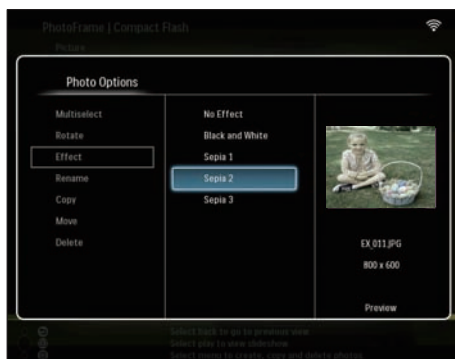 PhotoFrame | Compact Flash
Picture
Photo Options
Multiselect
Rotate
Effect
Rename
Copy
Move
Delete
No Effect
Black and White
Sepia 1
Sepia 2
Sepia 3
EX_011.JPG
800 x 600
Preview
Select back to go to previous view
Select play to view slideshow
Select menu to create, copy and delete photos